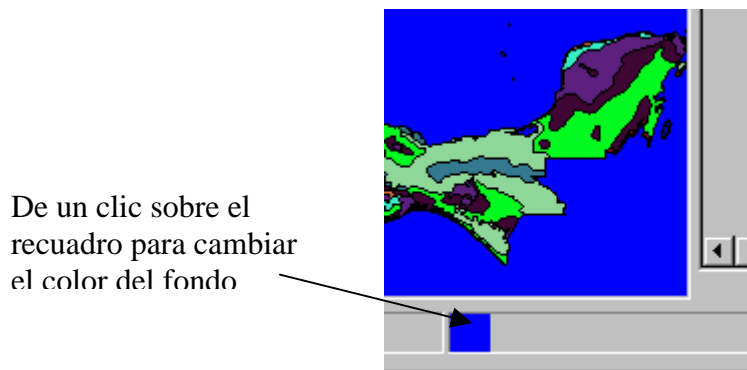 De un clic sobre el
recuadro para cambiar
el color del fondo